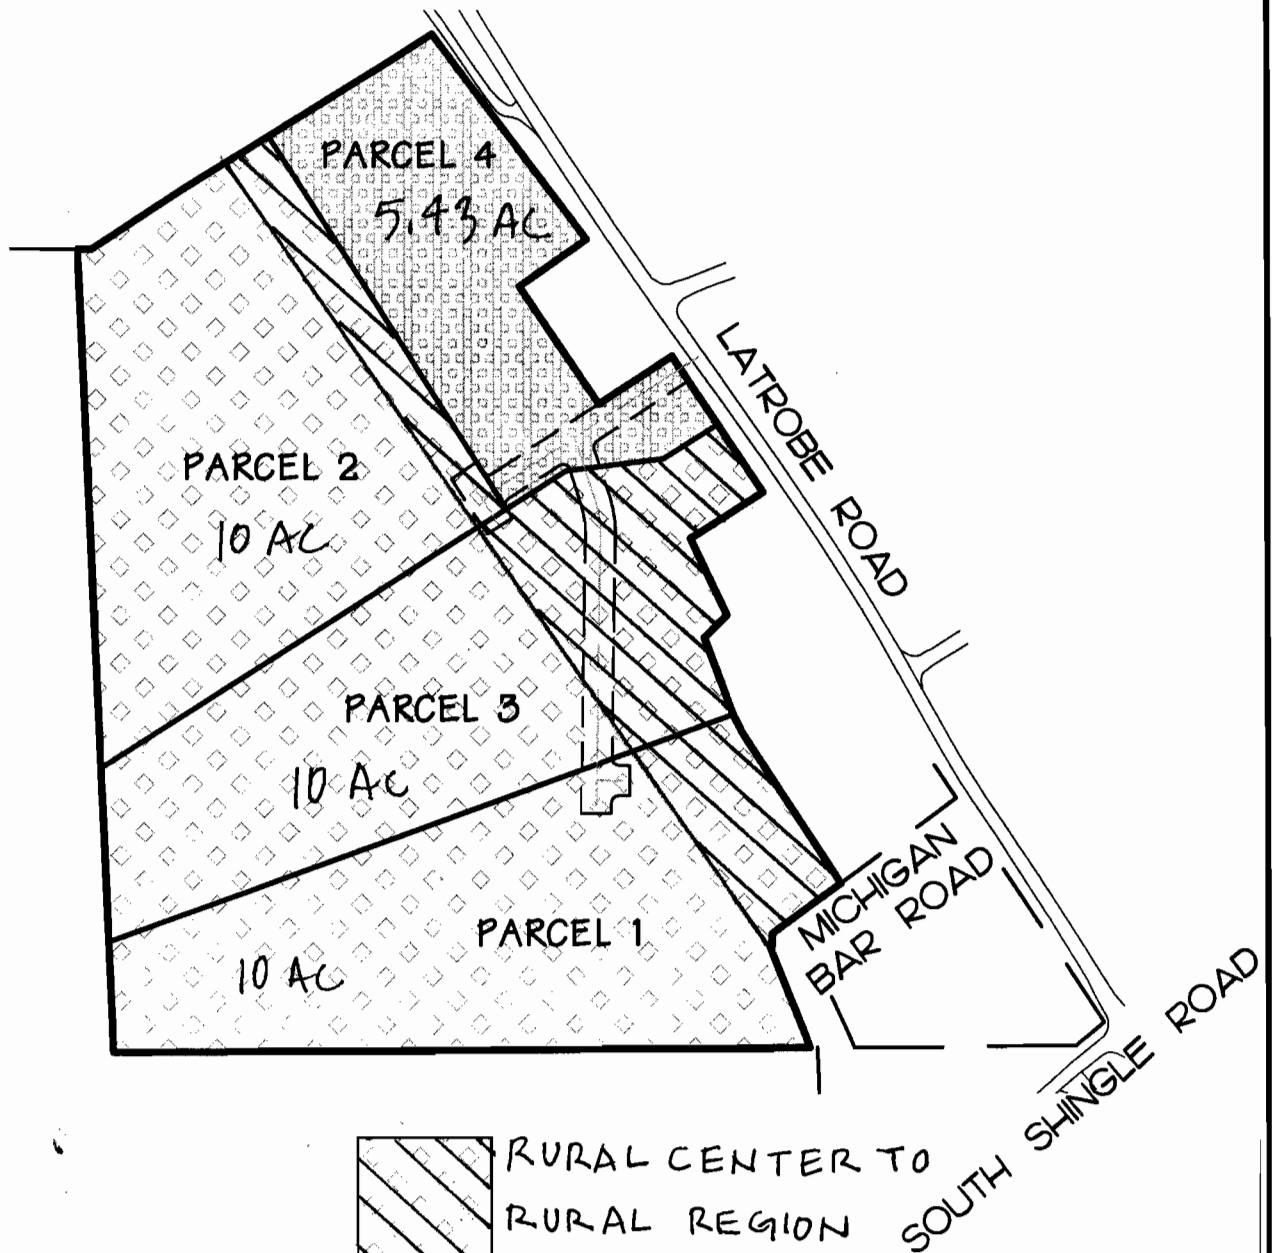 PARCEL 4
5.43 AC
LATROBE ROAD
PARCEL 2
10 AC
PARCEL 3
10 AC
PARCEL 1
10 AC
MICHIGAN
BAR ROAD
SOUTH SHINGLE ROAD
RURAL CENTER TO
RURAL REGION